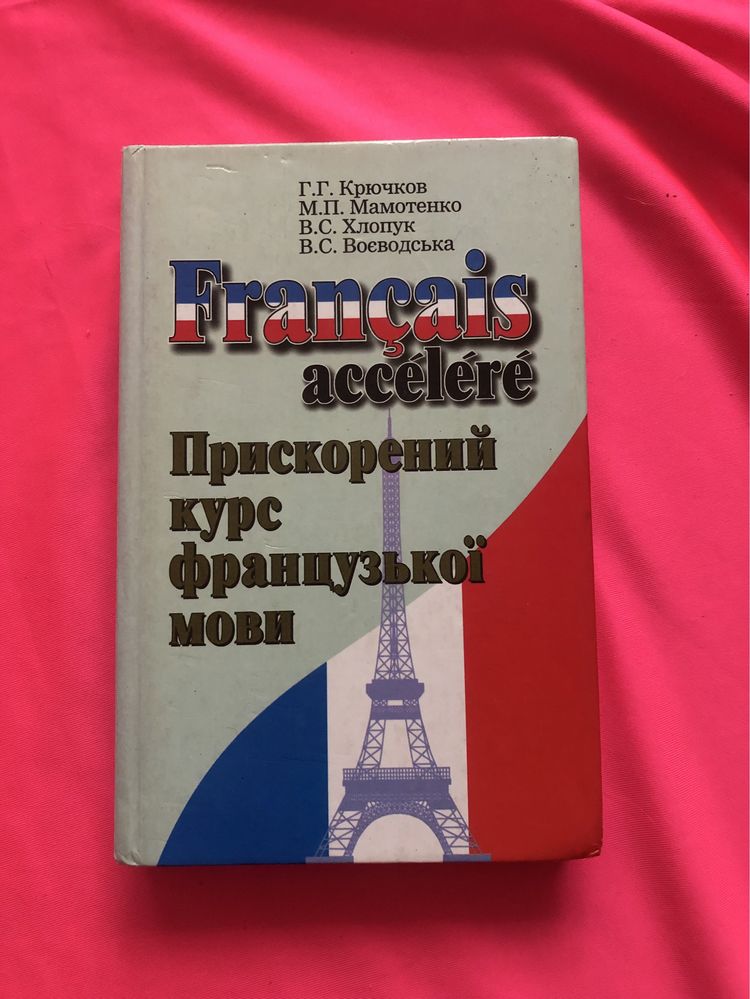 Г.Г. Крючков
М.П. Мамотенко
В.С. Хлопук
В.С. Воєводська
Français
accéléré
Прискорений
курс
французької
мови